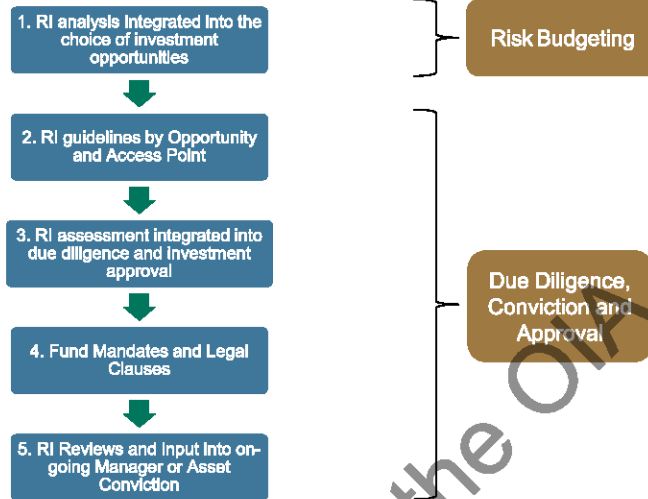 1. RI analysis integrated into the
choice of investment
opportunities
Risk Budgeting
2. RI guidelines by Opportunity
and Access Point
3. RI assessment integrated into
due diligence and investment
approval
Due Diligence,
Conviction and
Approval
4. Fund Mandates and Legal
Clauses
5. RI Reviews and Input into on-
going Manager or Asset
Conviction
the OIA